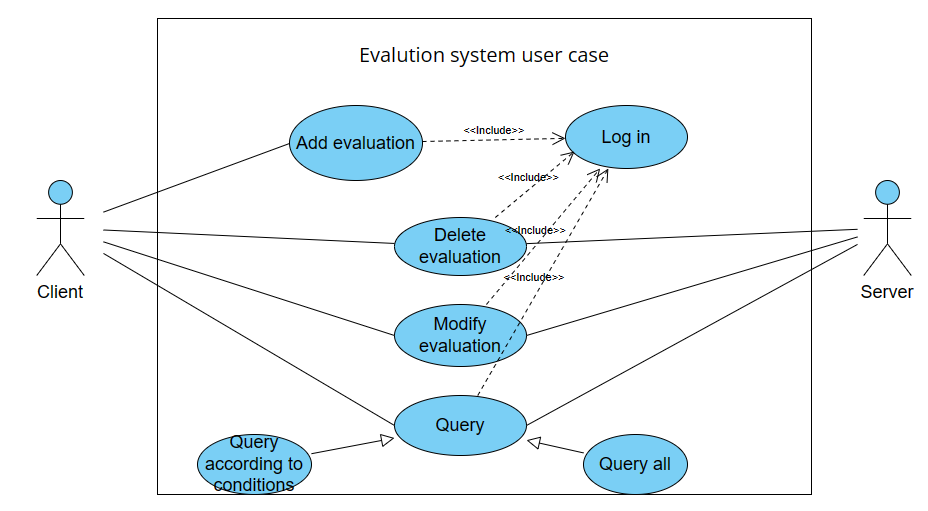 Evalution system user case
Add evaluation
<<Include>>
Log in
<<Include>>
Delete
evaluation
<<Include>>
<<Include>>
Client
Server
Modify
evaluation
Query
Query
according to
conditions
Query all